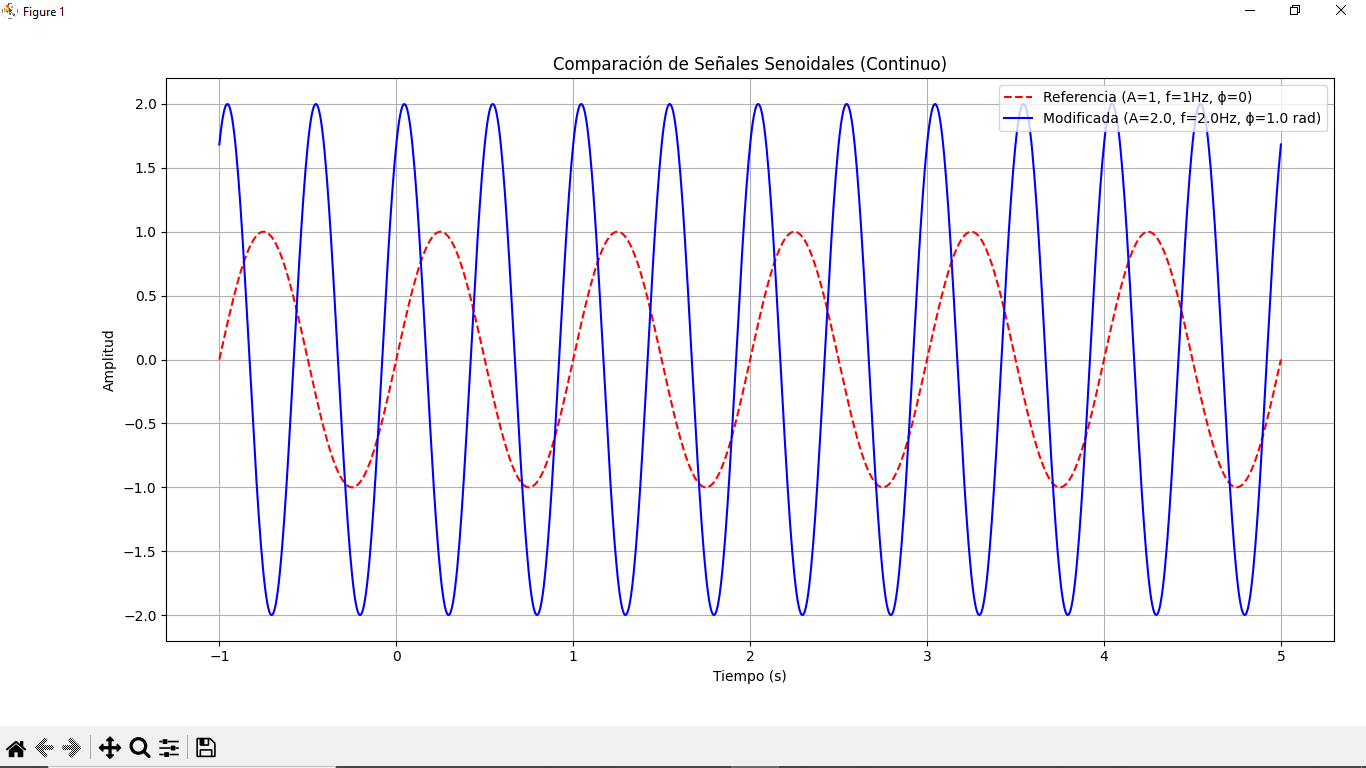 Figure 1
Comparación de Señales Senoidales (Continuo)
Referencia (A=1, f=1Hz, ϕ=0)
Modificada (A=2.0, f=2.0Hz, ϕ=1.0 rad)
2.0
1.5
1.0
0.5
0.0
−0.5
−1.0
−1.5
−2.0
Amplitud
−1 0 1 2 3 4 5
Tiempo (s)